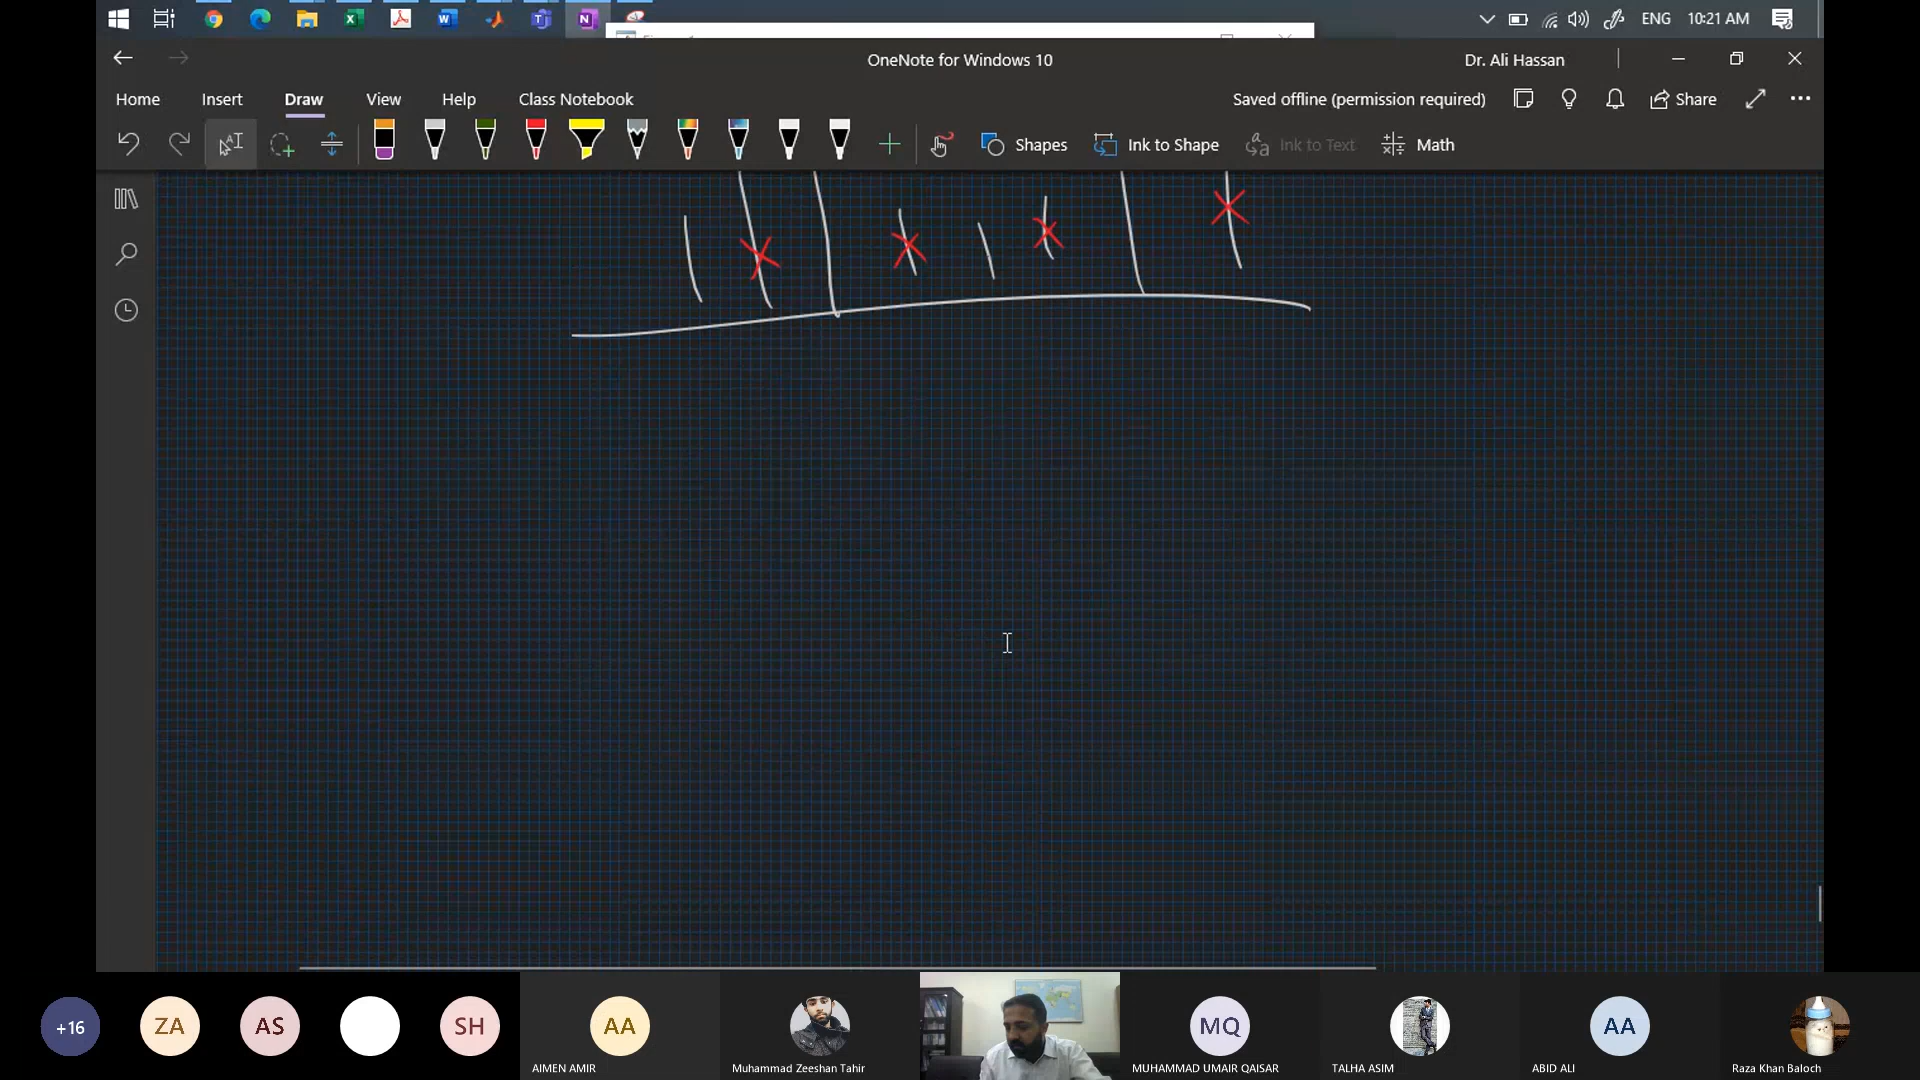 ENG 10:21 AM
OneNote for Windows 10
Dr. Ali Hassan
Home Insert Draw View Help Class Notebook
Saved offline (permission required)
Share
Shapes
Ink to Shape
Ink to Text
Math
+16
ZA
AS
SH
AA
MQ
AA
AIMEN AMIR
Muhammad Zeeshan Tahir
MUHAMMAD UMAIR QAISAR
TALHA ASIM
ABID ALI
Raza Khan Baloch